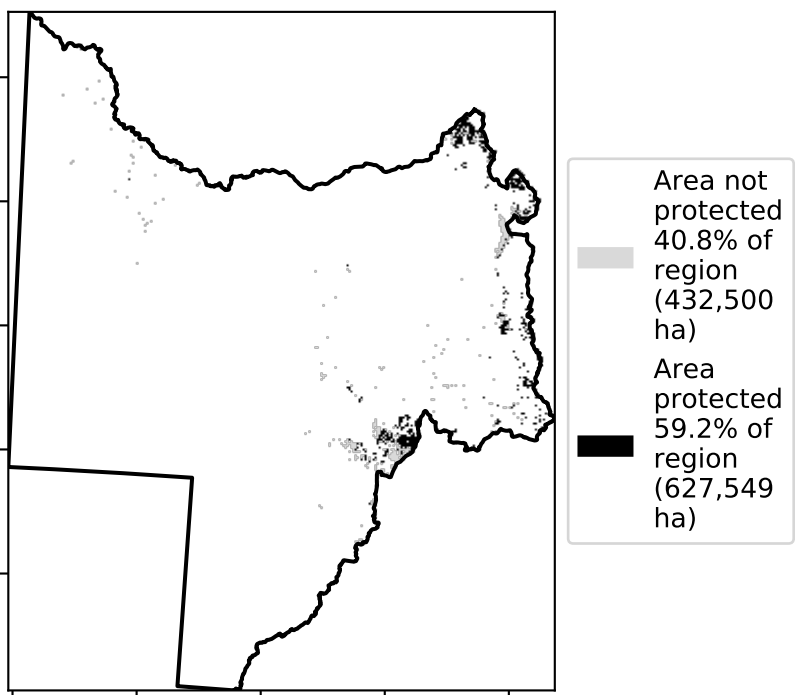 Area not
protected
40.8% of
region
(432,500
ha)
Area
protected
59.2% of
region
(627,549
ha)